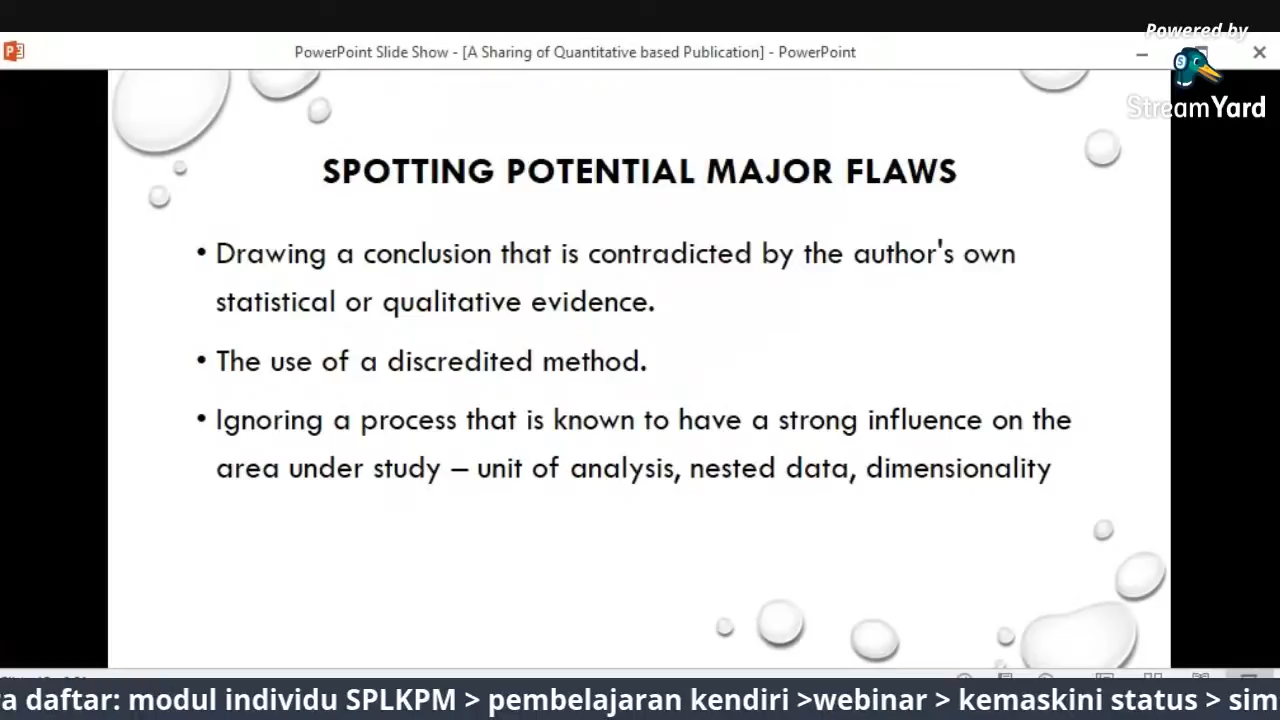 Powered by
PowerPoint Slide Show - [A Sharing of Quantitative based Publication] - PowerPoint
StreamYard
SPOTTING POTENTIAL MAJOR FLAWS
• Drawing a conclusion that is contradicted by the author's own
statistical or qualitative evidence.
• The use of a discredited method.
• Ignoring a process that is known to have a strong influence on the
area under study – unit of analysis, nested data, dimensionality
a daftar: modul individu SPLKPM > pembelajaran kendiri >webinar > kemaskini status > sim